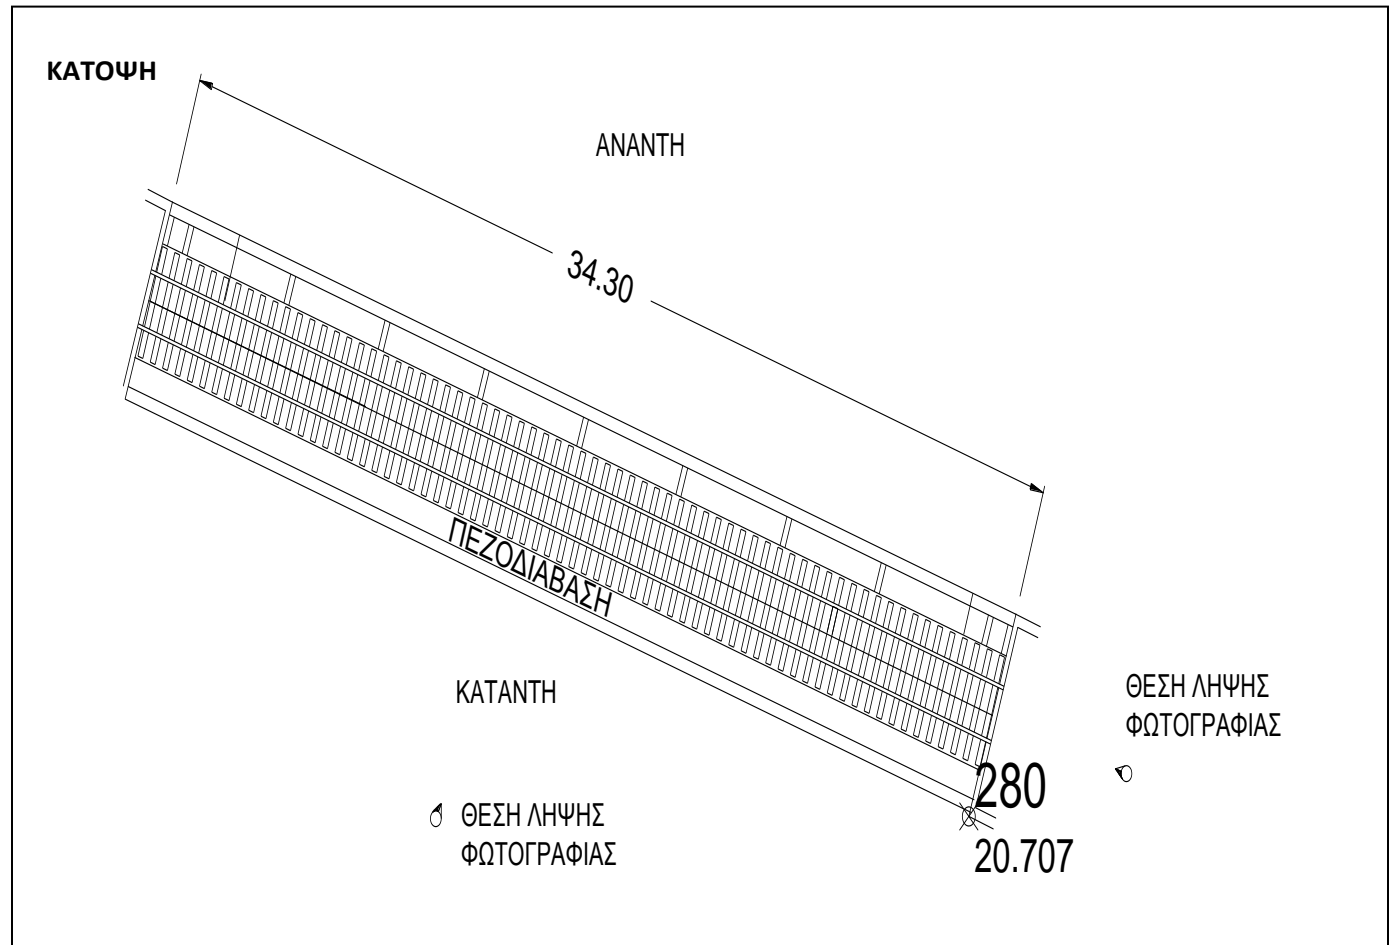 ΚΑΤΟΨΗ
ΑΝΑΝΤΗ
34.30
ΠΕΖΟΔΙΑΒΑΣΗ
ΚΑΤΑΝΤΗ
ΘΕΣΗ ΛΗΨΗΣ
ΦΩΤΟΓΡΑΦΙΑΣ
280
20.707
ΘΕΣΗ ΛΗΨΗΣ
ΦΩΤΟΓΡΑΦΙΑΣ